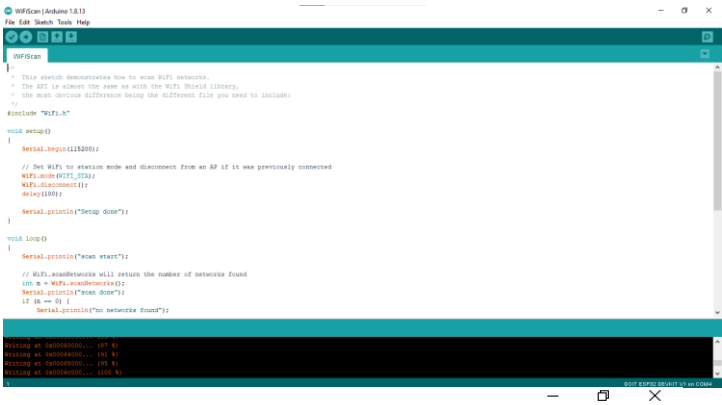 WiFiScan | Arduino 1.8.13
File Edit Sketch Tools Help
WiFiScan
/*
* This sketch demonstrates how to scan WiFi networks.
* The API is almost the same as with the WiFi Shield library,
* the most obvious difference being the different file you need to include:
*/
#include "WiFi.h"
void setup()
{
Serial.begin(115200);
// Set WiFi to station mode and disconnect from an AP if it was previously connected
WiFi.mode(WIFI_STA);
WiFi.disconnect();
delay(100);
Serial.println("Setup done");
}
void loop()
{
Serial.println("scan start");
// WiFi.scanNetworks will return the number of networks found
int n = WiFi.scanNetworks();
Serial.println("scan done");
if (n == 0) {
Serial.println("no networks found");
Writing at 0x00060000... (87 %)
Writing at 0x00064000... (91 %)
Writing at 0x00068000... (95 %)
Writing at 0x0006c000... (100 %)
1
DOIT ESP32 DEVKIT V1 on COM4